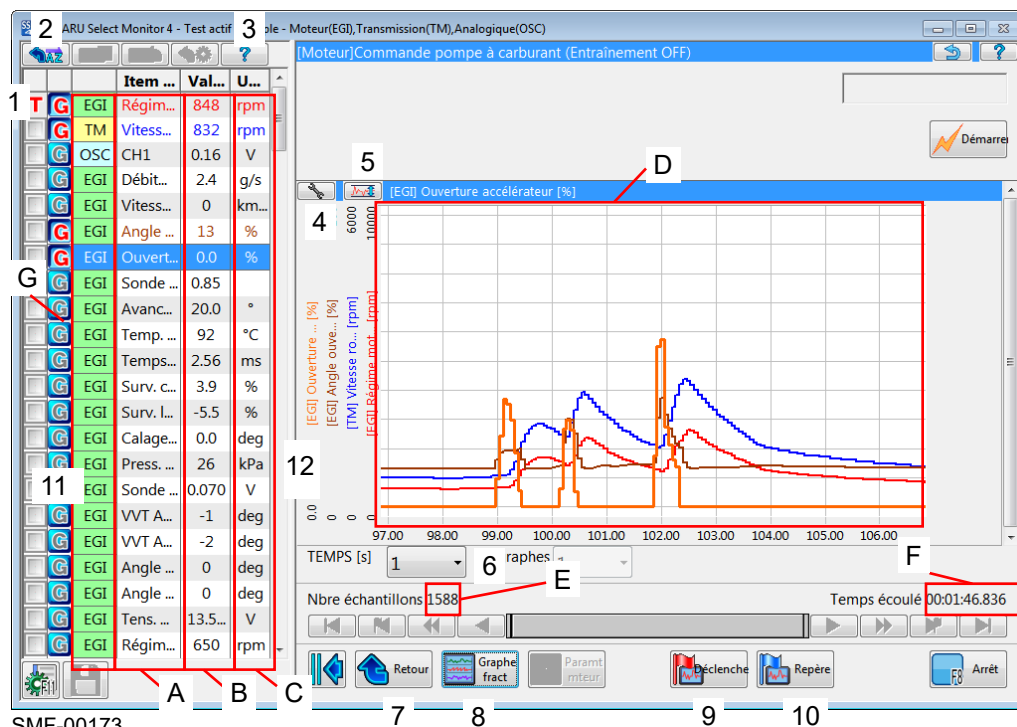 ARU Select Monitor 4 - Test actif
le - Moteur(EGI),Transmission(TM),Analogique(OSC)
2
3
AZ
?
[Moteur]Commande pompe à carburant (Entraînement OFF)
?
Item ... Val... U...
1
T G EGI Régim... 848 rpm
G TM Vitess... 832 rpm
G OSC CH1 0.16 V
G EGI Débit... 2.4 g/s
G EGI Vitess... 0 km...
G EGI Angle ... 13 %
G EGI Ouvert... 0.0 %
G EGI Sonde ... 0.85
G EGI Avanc... 20.0 °
G EGI Temp. ... 92 °C
G EGI Temps... 2.56 ms
G EGI Surv. c... 3.9 %
G EGI Surv. l... -5.5 %
G EGI Calage... 0.0 deg
G EGI Press. ... 26 kPa
G EGI Sonde ... 0.070 V
G EGI VVT A... -1 deg
G EGI VVT A... -2 deg
G EGI Angle ... 0 deg
G EGI Angle ... 0 deg
G EGI Tens. ... 13.5... V
G EGI Régim... 650 rpm
G
11
12
A
B
C
F11
Démarrer
5
D
4
[EGI] Ouverture accélérateur [%]
6000
10000
[EGI] Ouverture ... [%]
[EGI] Angle ouve... [%]
[TM] Vitesse ro... [rpm]
[EGI] Régime mot... [rpm]
0.0
0
0
0
97.00 98.00 99.00 100.00 101.00 102.00 103.00 104.00 105.00 106.00
TEMPS [s] 1
6
raphes
E
F
Nbre échantillons 1588
Temps écoulé 00:01:46.836
Retour
Graphe
fract
Paramt
mteur
Déclenche
Repère
F8 Arrêt
7
8
9
10
SMF-00173